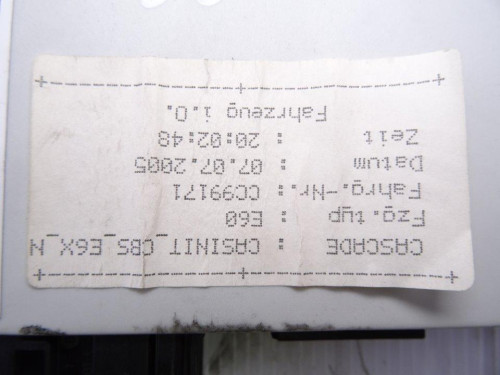 +--------------------+--------------------+
CASCADE : CASINIT_CBS_E6X_N
Fzg.typ : E60
Fahrg.-Nr. : CC99171
Datum : 07.07.2005
Zeit : 20:02:48
Fahrzeug i.O.
+--------------------+--------------------+